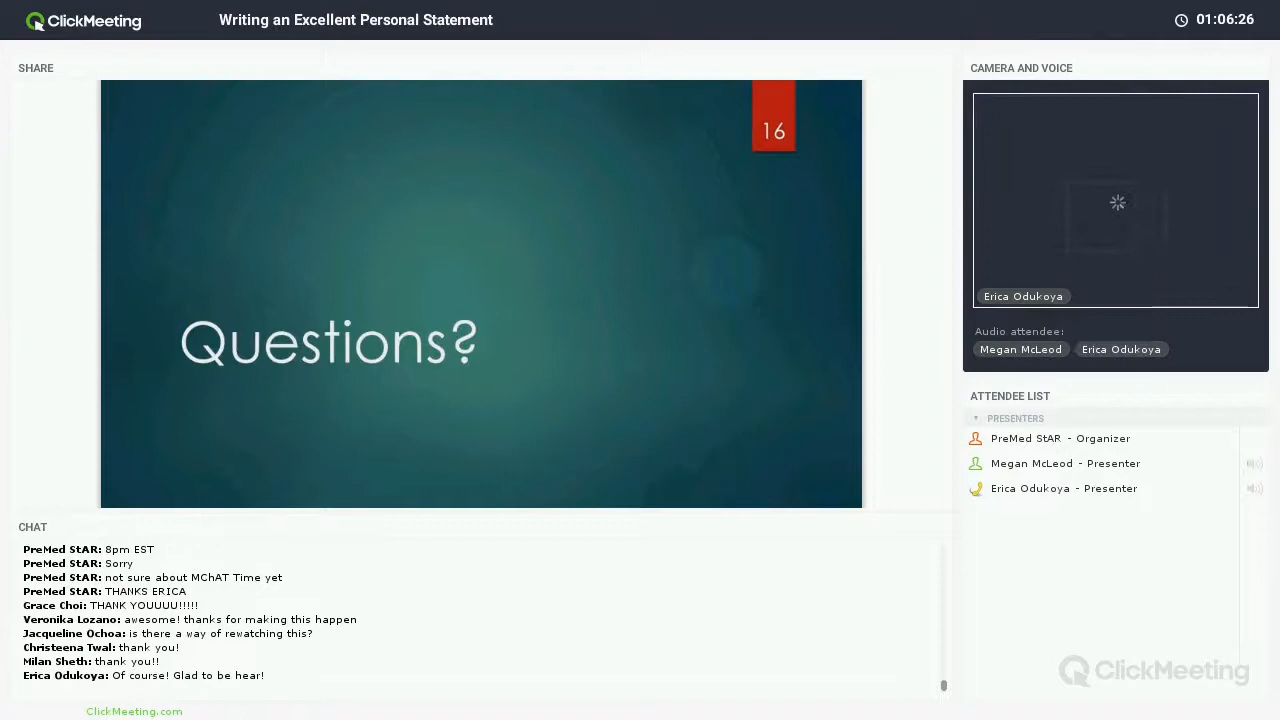 ClickMeeting
Writing an Excellent Personal Statement
01:06:26
SHARE
16
Questions?
CAMERA AND VOICE
Erica Odukoya
Audio attendee:
Megan McLeod Erica Odukoya
ATTENDEE LIST
PRESENTERS
PreMed StAR - Organizer
Megan McLeod - Presenter
Erica Odukoya - Presenter
CHAT
PreMed StAR: 8pm EST
PreMed StAR: Sorry
PreMed StAR: not sure about MChAT Time yet
PreMed StAR: THANKS ERICA
Grace Choi: THANK YOUUUU!!!!!
Veronika Lozano: awesome! thanks for making this happen
Jacqueline Ochoa: is there a way of rewatching this?
Christeena Twal: thank you!
Milan Sheth: thank you!!
Erica Odukoya: Of course! Glad to be hear!
ClickMeeting
ClickMeeting.com